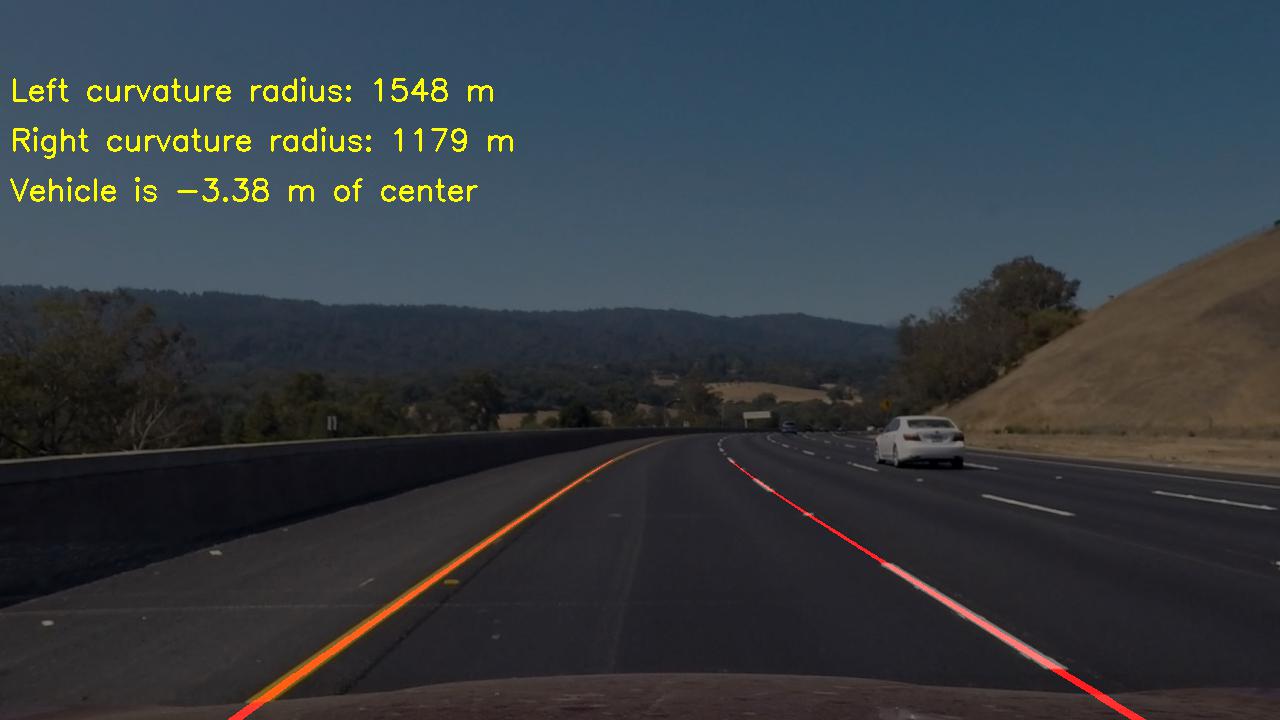 Left curvature radius: 1548 m
Right curvature radius: 1179 m
Vehicle is −3.38 m of center